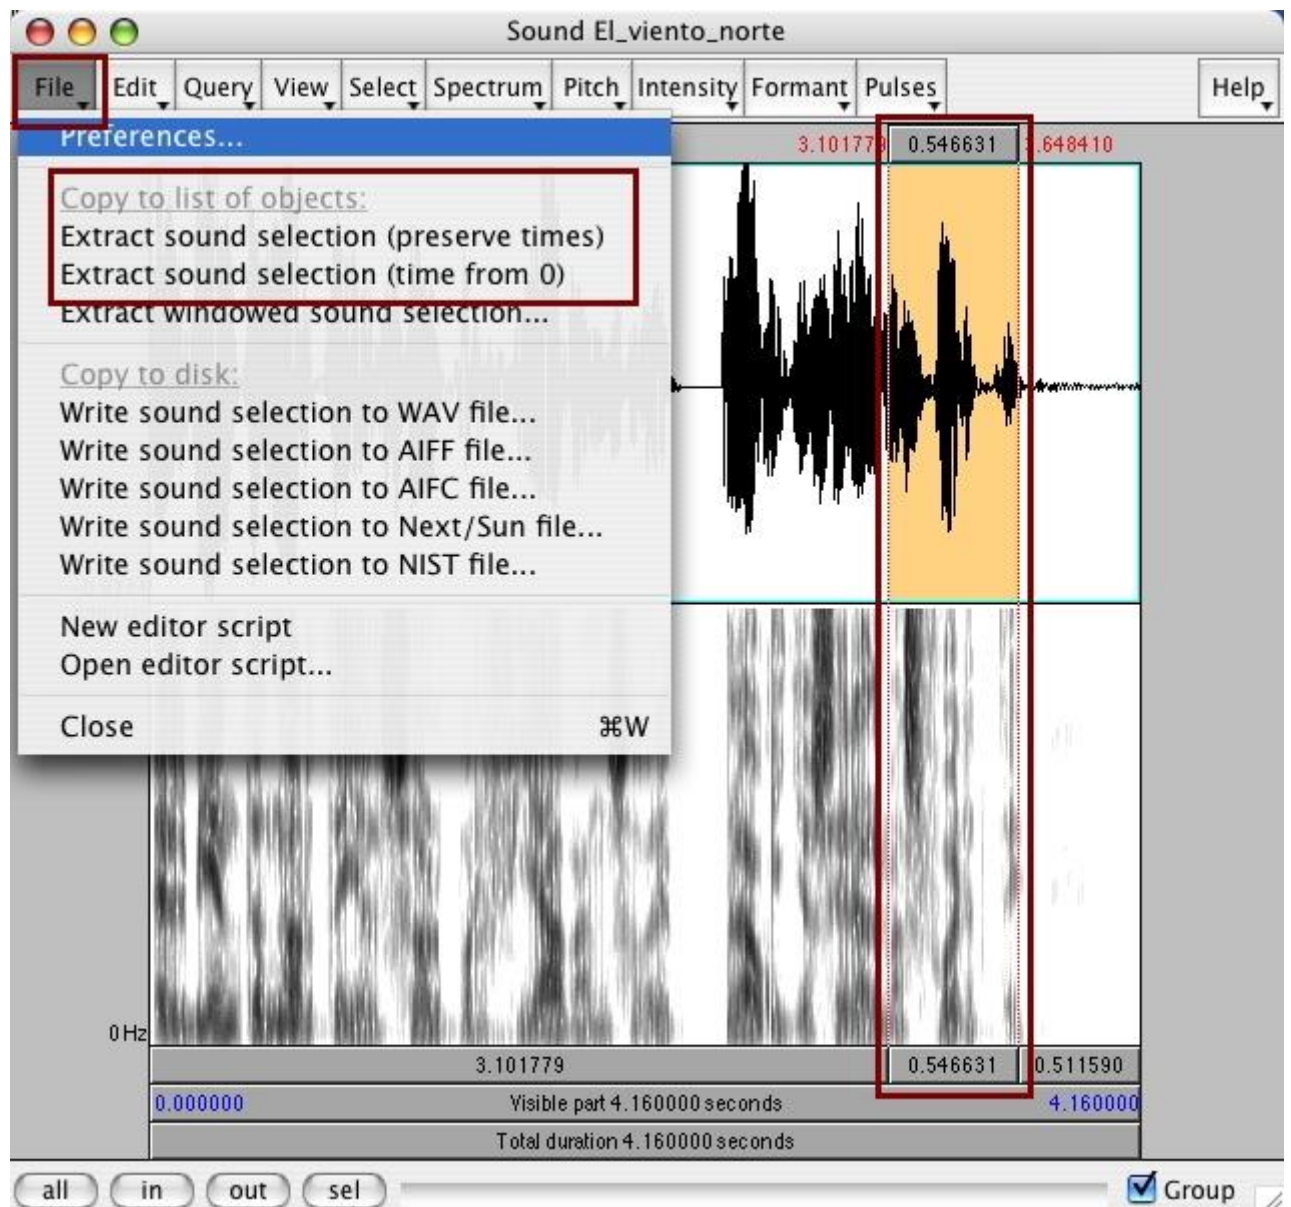 Sound El_viento_norte
File Edit Query View Select Spectrum Pitch Intensity Formant Pulses Help
Preferences...
3.101779 0.546631 3.648410
Copy to list of objects:
Extract sound selection (preserve times)
Extract sound selection (time from 0)
Extract windowed sound selection...
Copy to disk:
Write sound selection to WAV file...
Write sound selection to AIFF file...
Write sound selection to AIFC file...
Write sound selection to Next/Sun file...
Write sound selection to NIST file...
New editor script
Open editor script...
Close ⌘W
0 Hz
3.101779 0.546631 0.511590
0.000000 Visible part 4.160000 seconds 4.160000
Total duration 4.160000 seconds
all in out sel Group